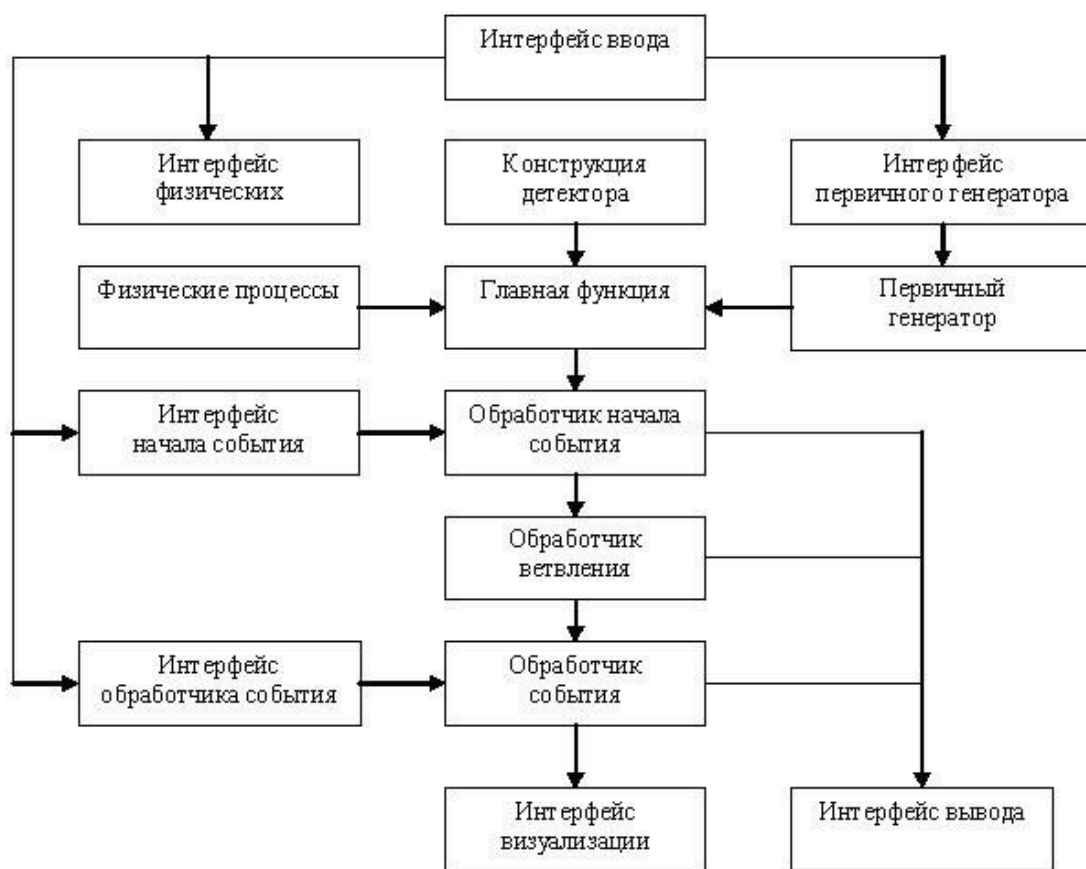 Интерфейс ввода
Интерфейс
физических
Конструкция
детектора
Интерфейс
первичного генератора
Физические процессы
Главная функция
Первичный
генератор
Интерфейс
начала события
Обработчик начала
события
Обработчик
ветвления
Интерфейс
обработчика события
Обработчик
события
Интерфейс
визуализации
Интерфейс вывода